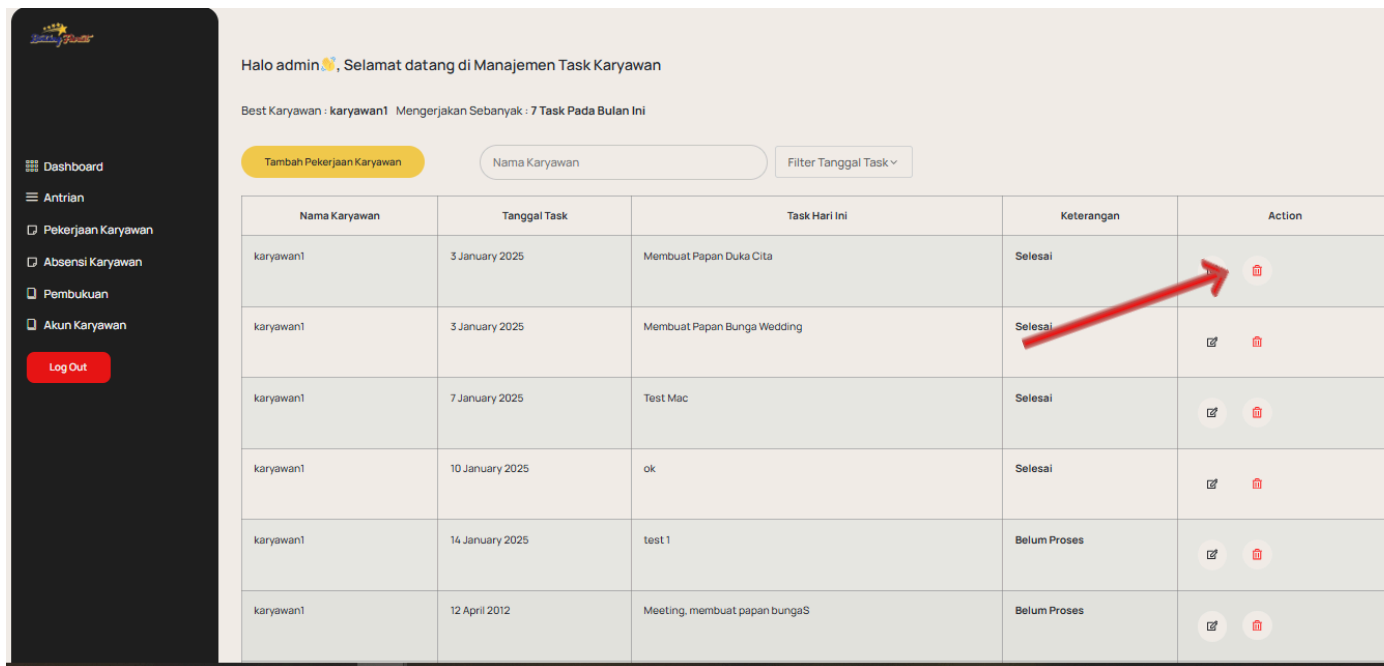 Halo admin👋, Selamat datang di Manajemen Task Karyawan
Best Karyawan : karyawan1 Mengerjakan Sebanyak : 7 Task Pada Bulan Ini
Dashboard
Antrian
Pekerjaan Karyawan
Absensi Karyawan
Pembukuan
Akun Karyawan
Log Out
Tambah Pekerjaan Karyawan Nama Karyawan Filter Tanggal Task
Nama Karyawan Tanggal Task Task Hari Ini Keterangan Action
karyawan1 3 January 2025 Membuat Papan Duka Cita Selesai
karyawan1 3 January 2025 Membuat Papan Bunga Wedding Selesai
karyawan1 7 January 2025 Test Mac Selesai
karyawan1 10 January 2025 ok Selesai
karyawan1 14 January 2025 test 1 Belum Proses
karyawan1 12 April 2012 Meeting, membuat papan bungaS Belum Proses